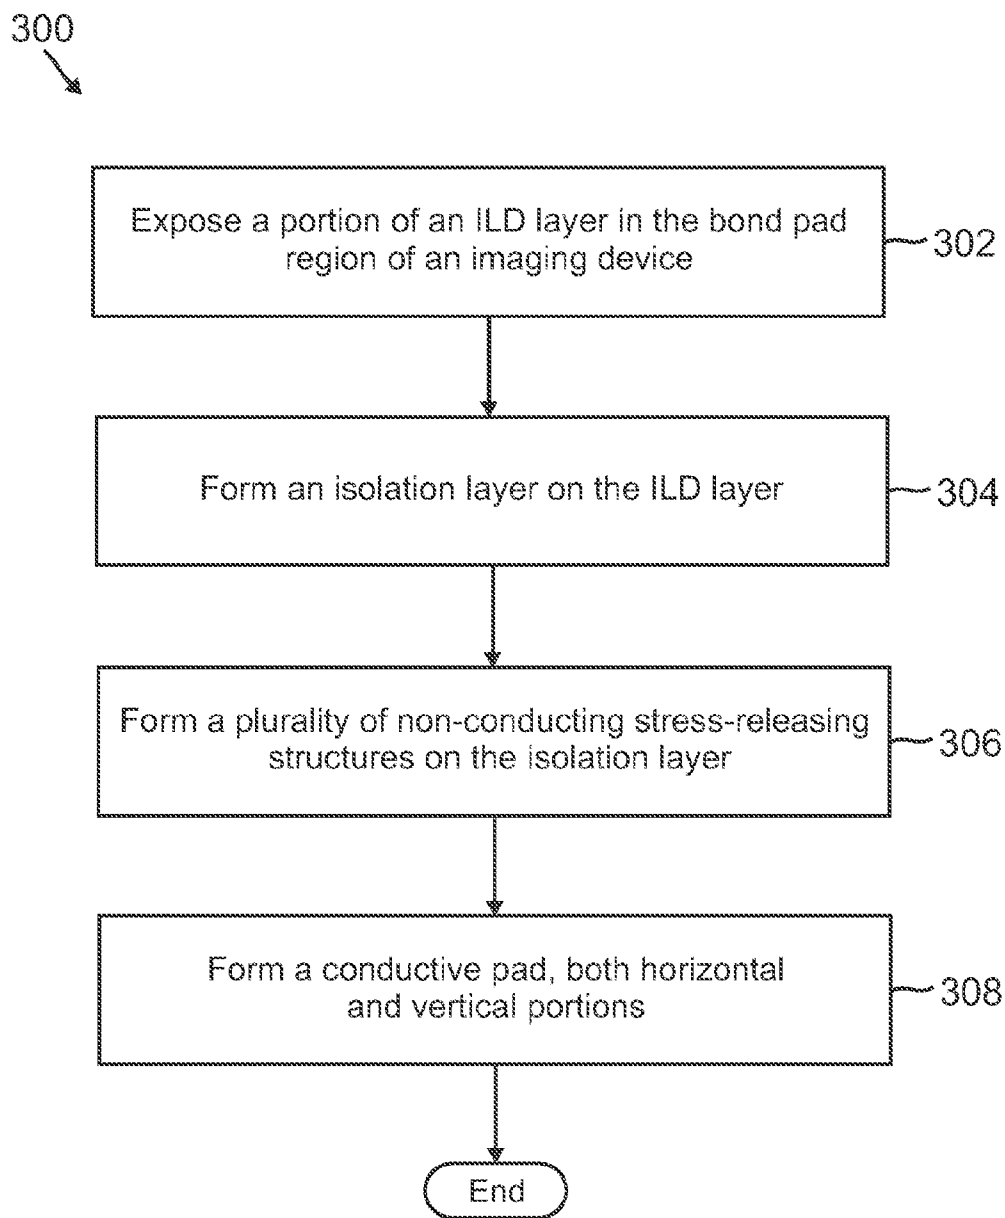 300
Expose a portion of an ILD layer in the bond pad
region of an imaging device
302
Form an isolation layer on the ILD layer
304
Form a plurality of non-conducting stress-releasing
structures on the isolation layer
306
Form a conductive pad, both horizontal
and vertical portions
308
End